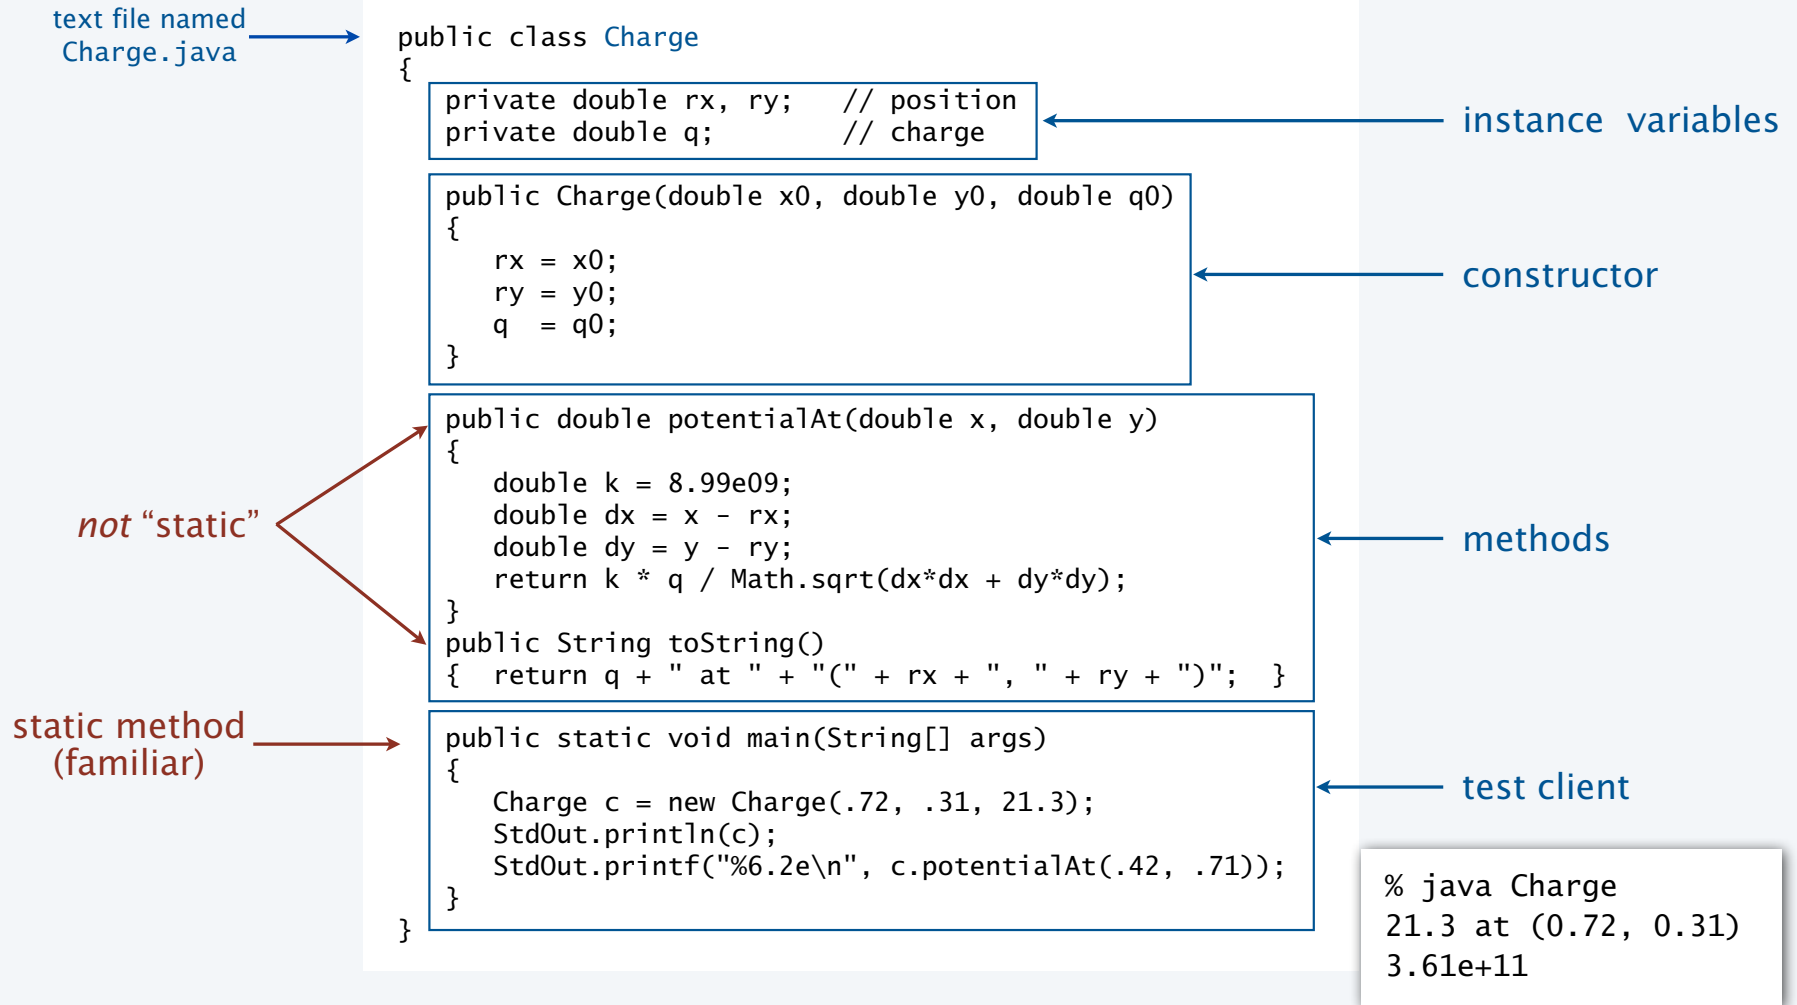 text file named
Charge.java
public class Charge
{
private double rx, ry;   // position
private double q;        // charge
instance variables
public Charge(double x0, double y0, double q0)
{
   rx = x0;
   ry = y0;
   q  = q0;
}
constructor
public double potentialAt(double x, double y)
{
   double k = 8.99e09;
   double dx = x - rx;
   double dy = y - ry;
   return k * q / Math.sqrt(dx*dx + dy*dy);
}
public String toString()
{  return q + " at " + "(" + rx + ", " + ry + ")";  }
not “static”
methods
static method
(familiar)
public static void main(String[] args)
{
   Charge c = new Charge(.72, .31, 21.3);
   StdOut.println(c);
   StdOut.printf("%6.2e\n", c.potentialAt(.42, .71));
}
}
test client
% java Charge
21.3 at (0.72, 0.31)
3.61e+11